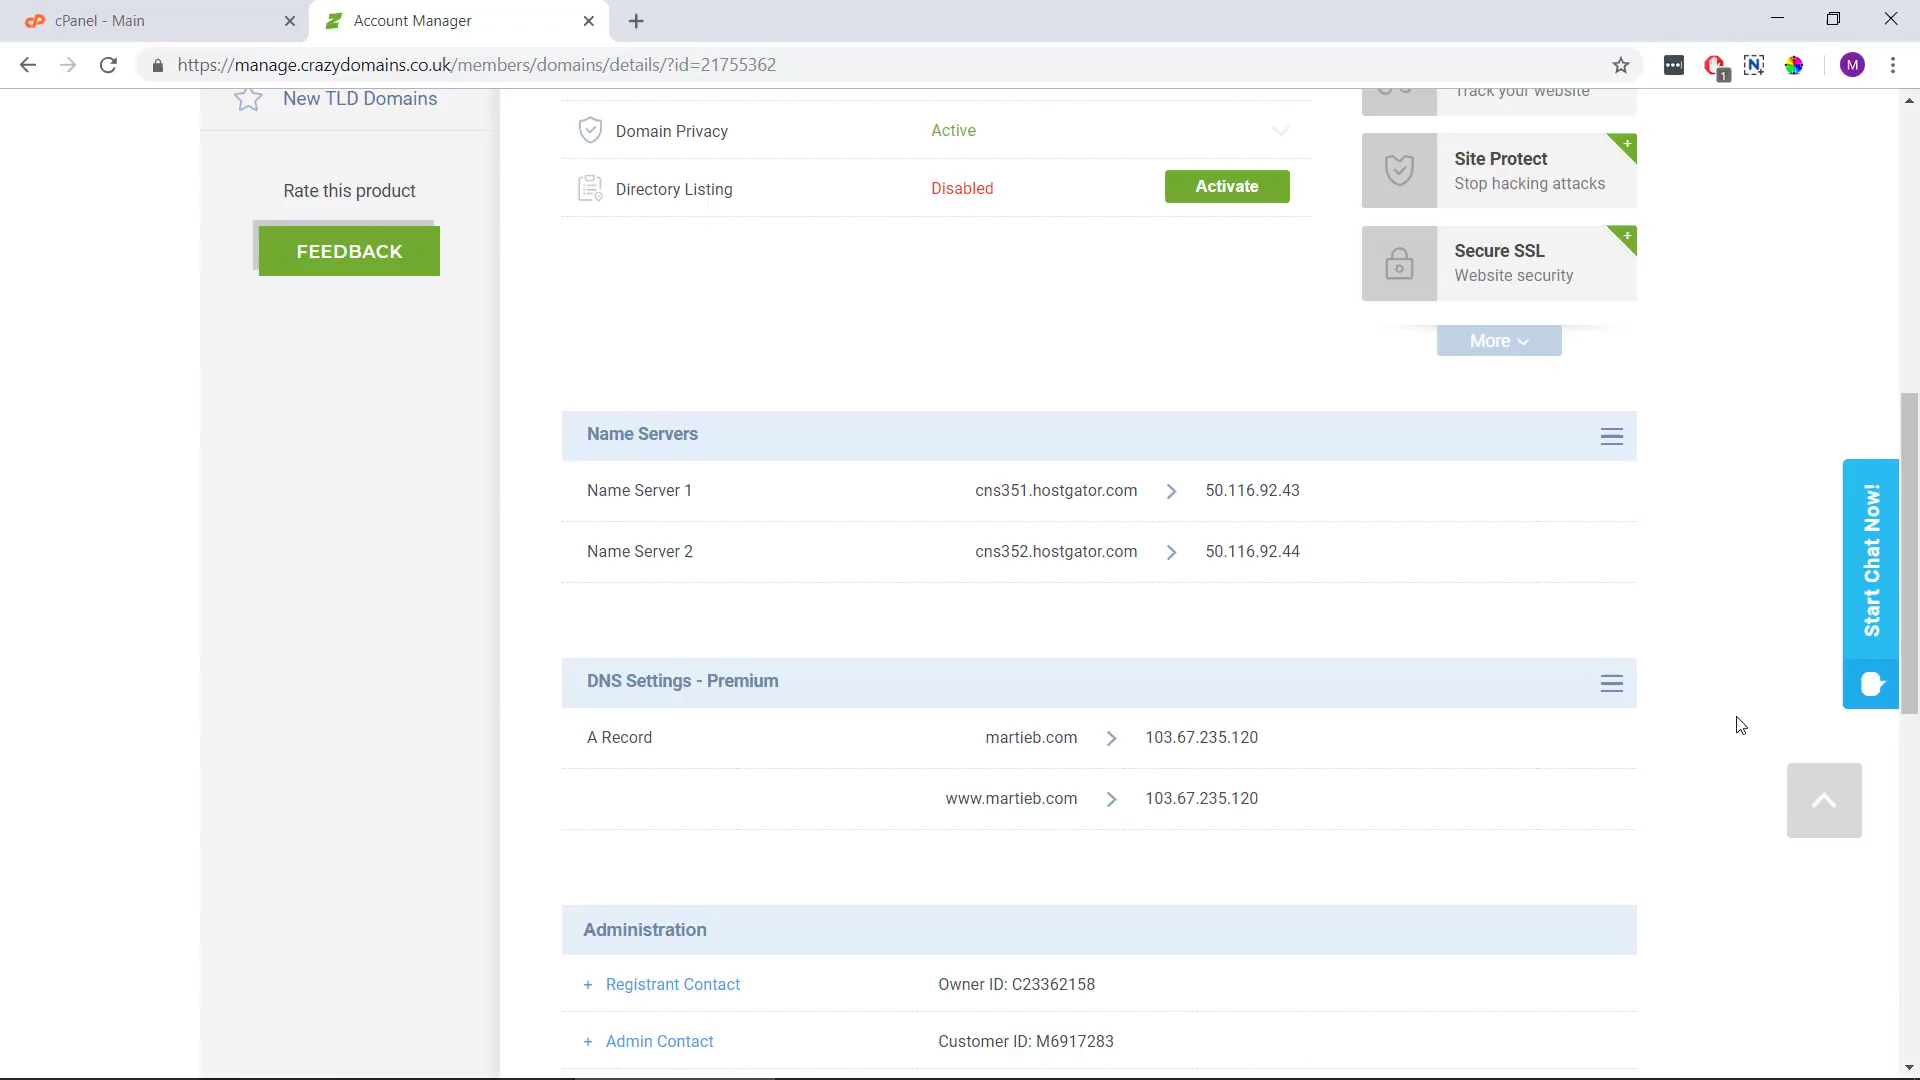 cPanel - Main
Account Manager
https://manage.crazydomains.co.uk/members/domains/details/?id=21755362
1
M
New TLD Domains
Rate this product
FEEDBACK
Domain Privacy Active
Directory Listing Disabled Activate
Track your website
Site Protect
Stop hacking attacks
Secure SSL
Website security
More
Name Servers
Name Server 1 cns351.hostgator.com 50.116.92.43
Name Server 2 cns352.hostgator.com 50.116.92.44
DNS Settings - Premium
A Record martieb.com 103.67.235.120
www.martieb.com 103.67.235.120
Administration
+ Registrant Contact Owner ID: C23362158
+ Admin Contact Customer ID: M6917283
Start Chat Now!